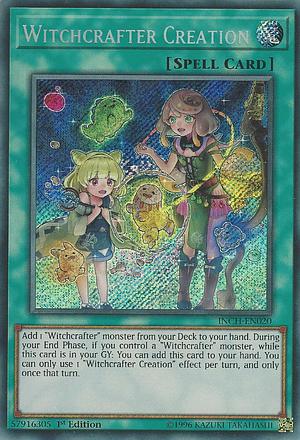 Witchcrafter Creation
[Spell Card]
INCH-EN020
Add 1 "Witchcrafter" monster from your Deck to your hand. During
your End Phase, if you control a "Witchcrafter" monster, while
this card is in your GY: You can add this card to your hand. You
can only use 1 "Witchcrafter Creation" effect per turn, and only
once that turn.
57916305 1st Edition ©1996 KAZUKI TAKAHASHI